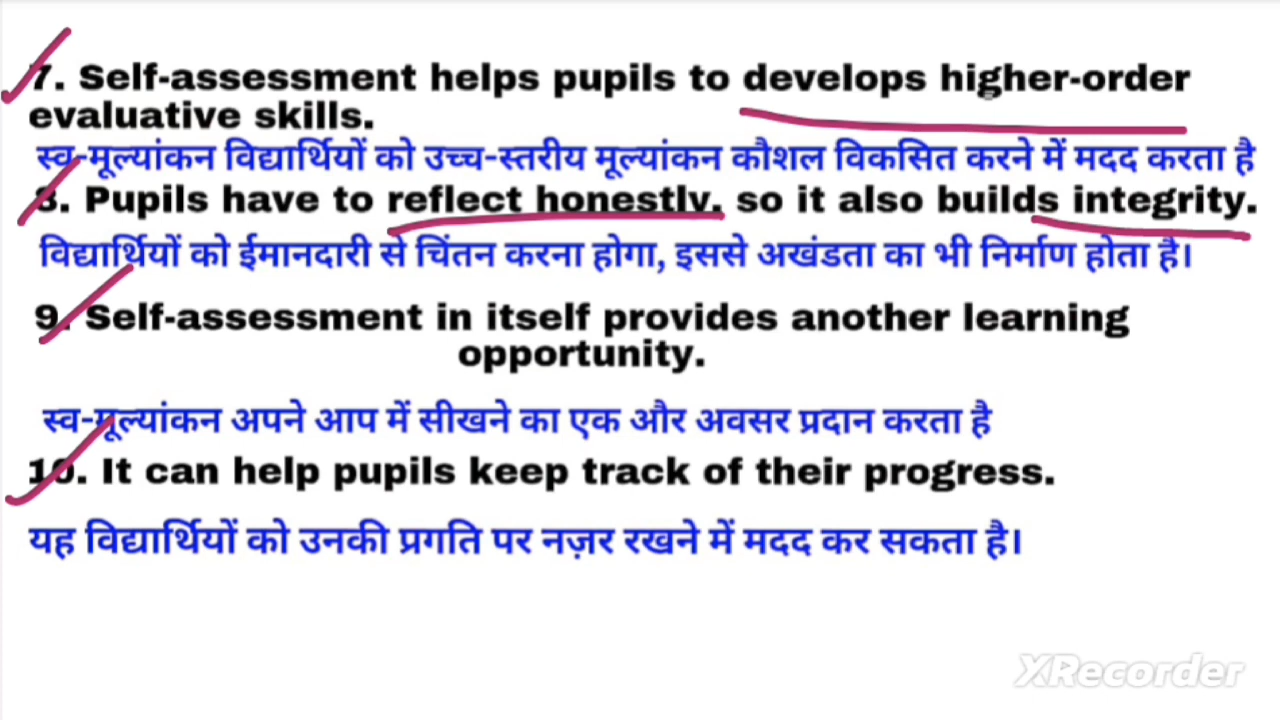 7. Self-assessment helps pupils to develops higher-order
evaluative skills.
स्व-मूल्यांकन विद्यार्थियों को उच्च-स्तरीय मूल्यांकन कौशल विकसित करने में मदद करता है
8. Pupils have to reflect honestly. so it also builds integrity.
विद्यार्थियों को ईमानदारी से चिंतन करना होगा, इससे अखंडता का भी निर्माण होता है।
9. Self-assessment in itself provides another learning
opportunity.
स्व-मूल्यांकन अपने आप में सीखने का एक और अवसर प्रदान करता है
10. It can help pupils keep track of their progress.
यह विद्यार्थियों को उनकी प्रगति पर नज़र रखने में मदद कर सकता है।
XRecorder